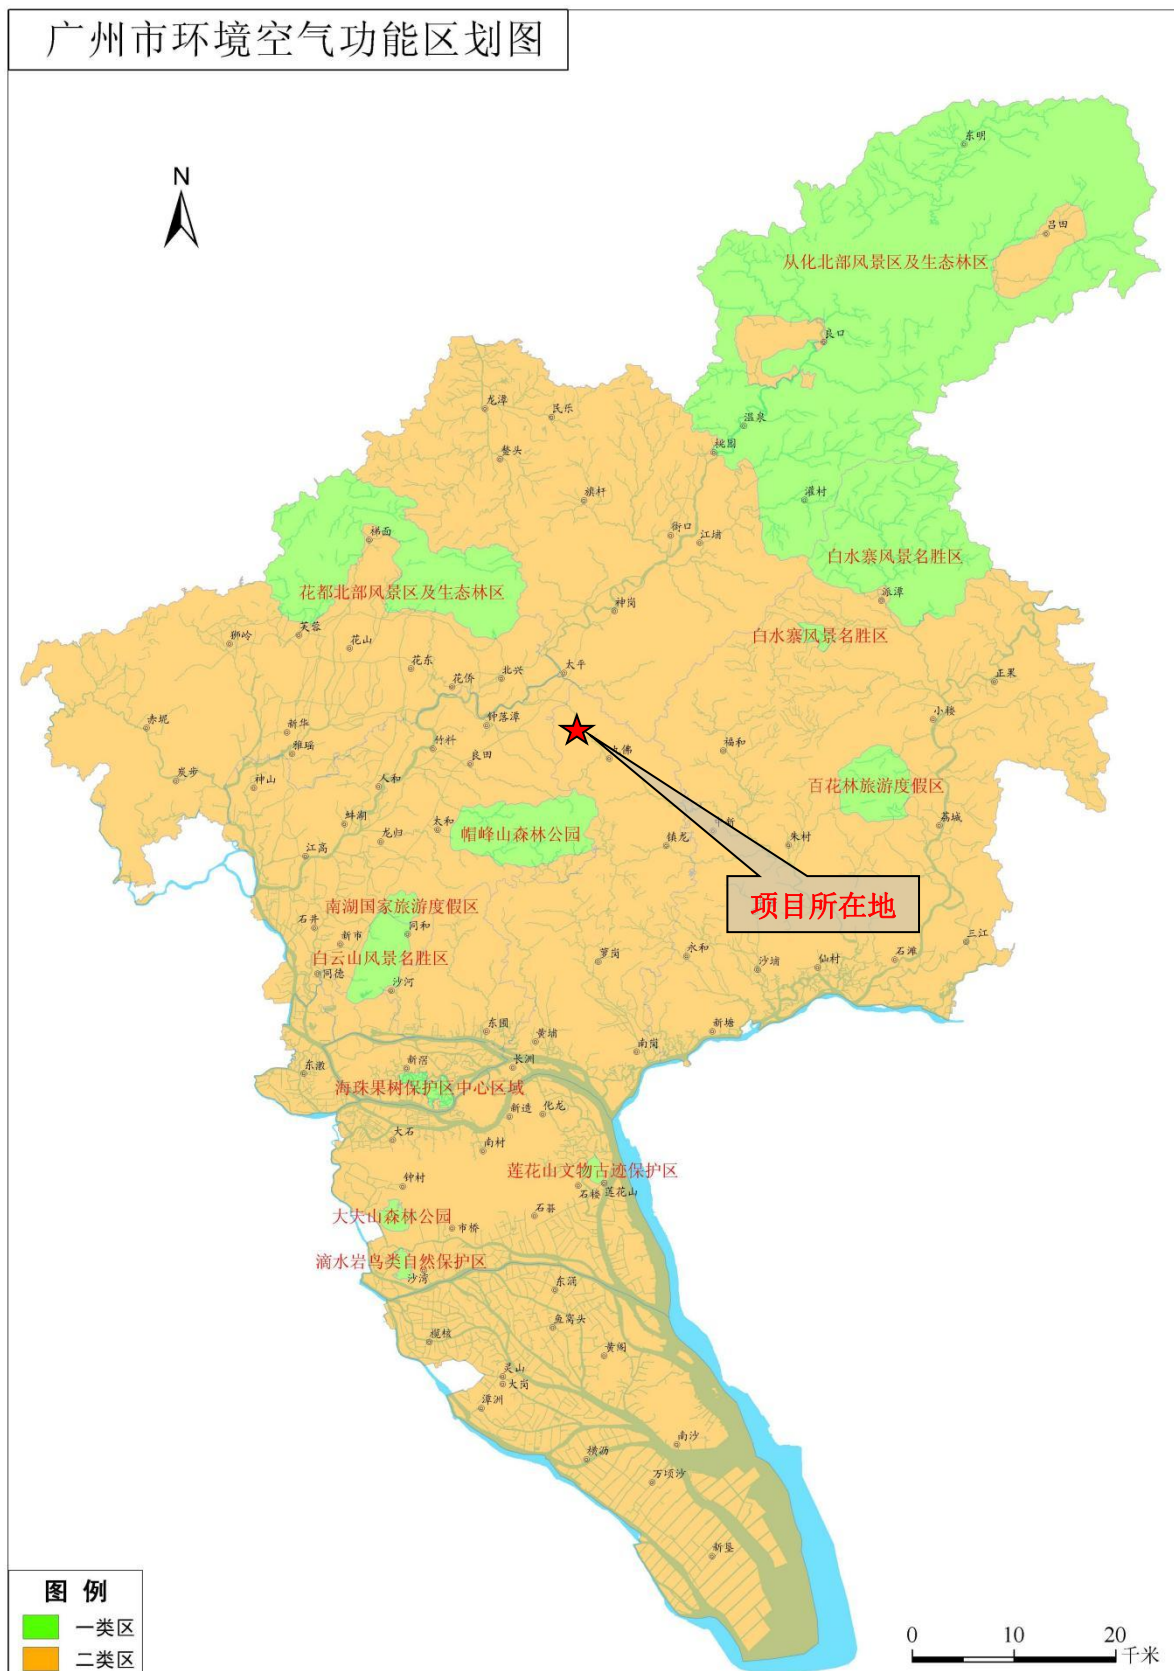 广州市环境空气功能区划图
N
东明
吕田
从化北部风景区及生态林区
良口
龙潭
民乐
温泉
鳌头
桃园
旗杆
灌村
街口
江埔
梯面
白水寨风景名胜区
花都北部风景区及生态林区
派潭
神岗
狮岭
芙蓉
花山
白水寨风景名胜区
花东
北兴
太平
花侨
正果
赤坭
新华
钟落潭
小楼
雅瑶
竹料
良田
佛
福和
炭步
神山
人和
百花林旅游度假区
蚌湖
太和
龙归
帽峰山森林公园
镇龙
新
朱村
荔城
江高
项目所在地
南湖国家旅游度假区
石井
新市
同和
白云山风景名胜区
同德
沙河
萝岗
永和
沙埔
仙村
石滩
三江
东圃
黄埔
新塘
南岗
东漖
新滘
长洲
海珠果树保护区中心区域
新造
化龙
大石
南村
莲花山文物古迹保护区
钟村
石楼
莲花山
大夫山森林公园
市桥
石碁
滴水岩鸟类自然保护区
沙湾
东涌
鱼窝头
榄核
黄阁
灵山
大岗
潭洲
南沙
横沥
万顷沙
新垦
图 例
一类区
二类区
0 10 20
千米